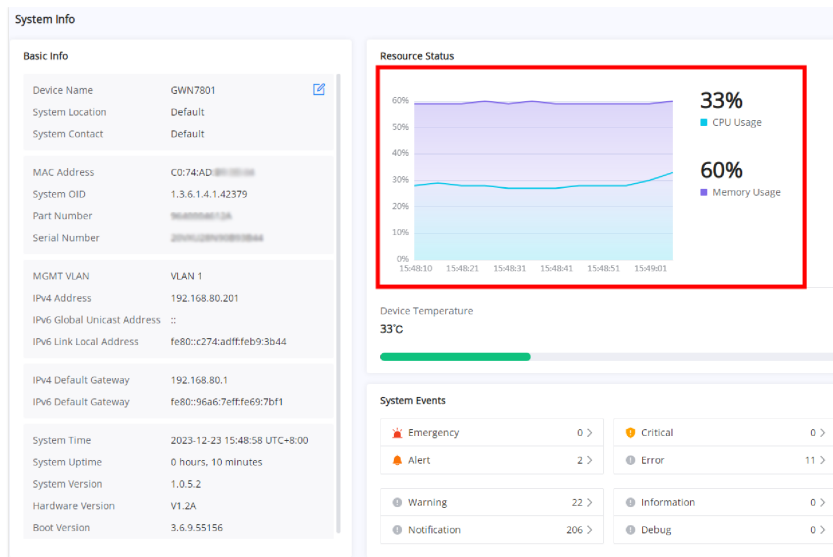 System Info
Basic Info
Device Name GWN7801
System Location Default
System Contact Default
MAC Address C0:74:AD:
System OID 1.3.6.1.4.1.42379
Part Number
Serial Number
MGMT VLAN VLAN 1
IPv4 Address 192.168.80.201
IPv6 Global Unicast Address ::
IPv6 Link Local Address fe80::c274:adff:feb9:3b44
IPv4 Default Gateway 192.168.80.1
IPv6 Default Gateway fe80::96a6:7eff:fe69:7bf1
System Time 2023-12-23 15:48:58 UTC+8:00
System Uptime 0 hours, 10 minutes
System Version 1.0.5.2
Hardware Version V1.2A
Boot Version 3.6.9.55156
Resource Status
60%
50%
40%
30%
20%
10%
0%
15:48:10 15:48:21 15:48:31 15:48:41 15:48:51 15:49:01
33%
CPU Usage
60%
Memory Usage
Device Temperature
33°C
System Events
Emergency 0 > Critical 0 >
Alert 2 > Error 11 >
Warning 22 > Information 0 >
Notification 206 > Debug 0 >